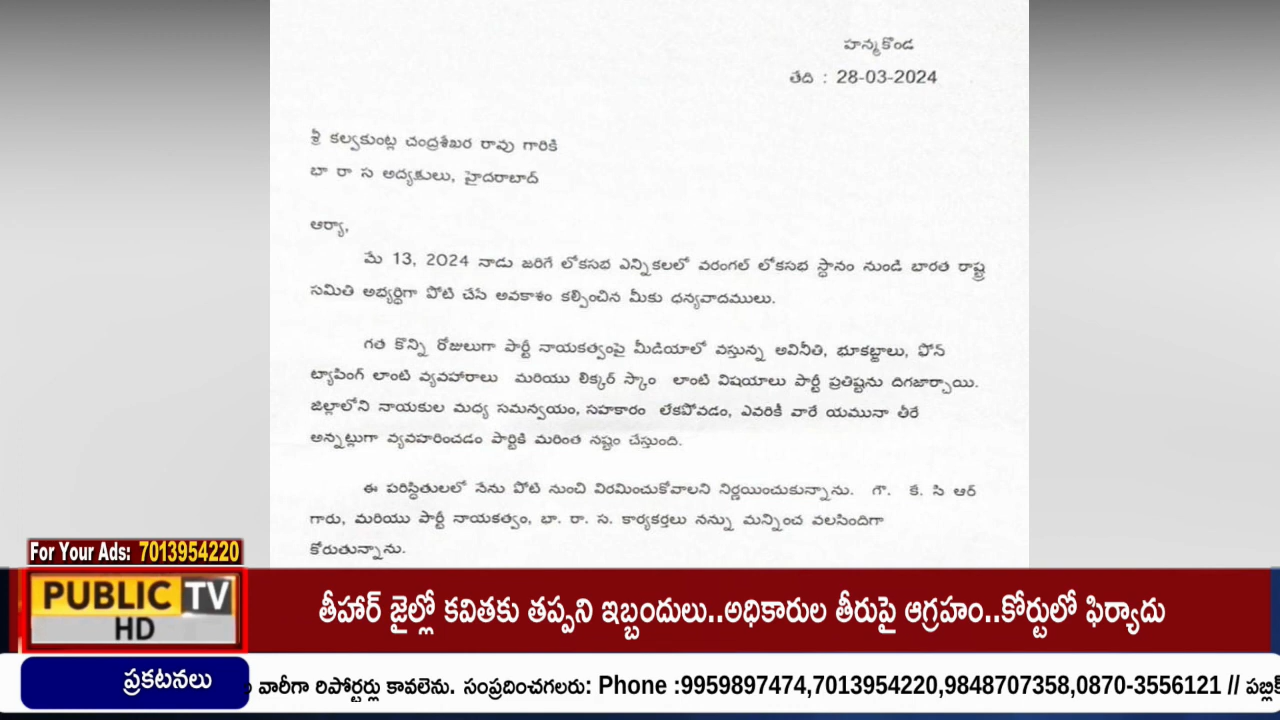 హన్మకొండ
తేది : 28-03-2024
శ్రీ కల్వకుంట్ల చంద్రశేఖర రావు గారికి
భా రా స అధ్యక్షులు, హైదరాబాద్
ఆర్యా,
మే 13, 2024 నాడు జరిగే లోకసభ ఎన్నికలలో వరంగల్ లోకసభ స్థానం నుండి భారత రాష్ట్ర
సమితి అభ్యర్థిగా పోటి చేసే అవకాశం కల్పించిన మీకు ధన్యవాదములు.
గత కొన్ని రోజులుగా పార్టీ నాయకత్వంపై మీడియాలో వస్తున్న అవినీతి, భూకబ్జాలు, ఫోన్
ట్యాపింగ్ లాంటి వ్యవహారాలు మరియు లిక్కర్ స్కాం లాంటి విషయాలు పార్టీ ప్రతిష్టను దిగజార్చాయి.
జిల్లాలోని నాయకుల మధ్య సమన్వయం, సహకారం లేకపోవడం, ఎవరికీ వారే యమునా తీరే
అన్నట్లుగా వ్యవహరించడం పార్టికి మరింత నష్టం చేస్తుంది.
ఈ పరిస్థితులలో నేను పోటి నుంచి విరమించుకోవాలని నిర్ణయించుకున్నాను. గౌ. కే. సి ఆర్
గారు, మరియు పార్టీ నాయకత్వం, భా. రా. స. కార్యకర్తలు నన్ను మన్నించ వలసిందిగా
కోరుతున్నాను.
For Your Ads: 7013954220
PUBLIC TV
HD
తీహార్ జైల్లో కవితకు తప్పని ఇబ్బందులు..అధికారుల తీరుపై ఆగ్రహం..కోర్టులో ఫిర్యాదు
ప్రకటనలు
వారీగా రిపోర్టర్లు కావలెను. సంప్రదించగలరు: Phone :9959897474,7013954220,9848707358,0870-3556121 // పబ్లిక్